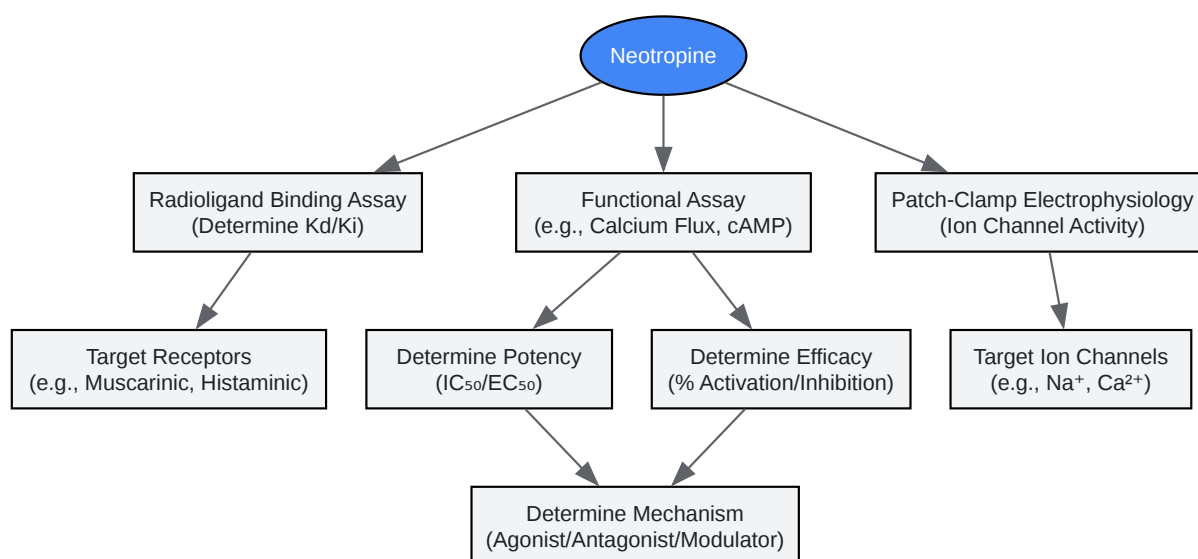 Neotropine
Radioligand Binding Assay
(Determine Kd/Ki)
Functional Assay
(e.g., Calcium Flux, cAMP)
Patch-Clamp Electrophysiology
(Ion Channel Activity)
Target Receptors
(e.g., Muscarinic, Histaminic)
Determine Potency
(IC₅₀/EC₅₀)
Determine Efficacy
(% Activation/Inhibition)
Target Ion Channels
(e.g., Na⁺, Ca²⁺)
Determine Mechanism
(Agonist/Antagonist/Modulator)